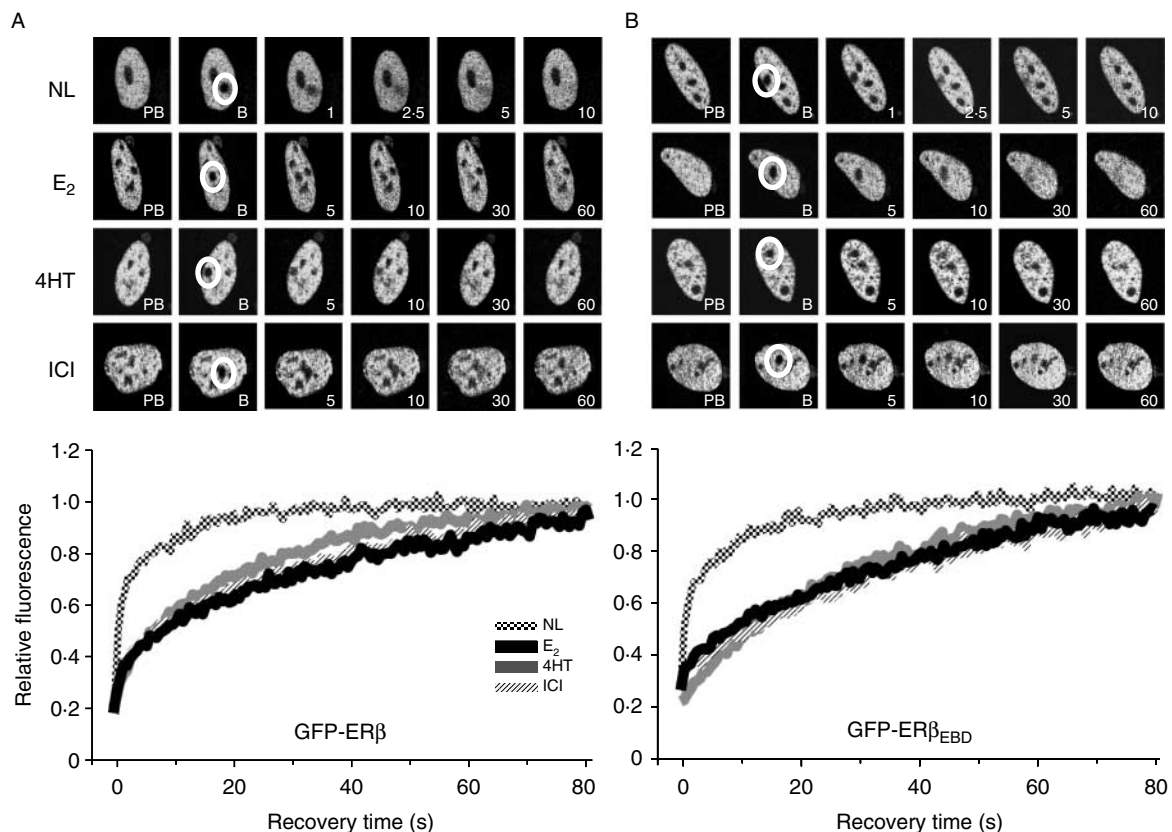 A
B
NL
PB B 1 2·5 5 10
PB B 1 2·5 5 10
E₂
PB B 5 10 30 60
PB B 5 10 30 60
4HT
PB B 5 10 30 60
PB B 5 10 30 60
ICI
PB B 5 10 30 60
PB B 5 10 30 60
Relative fluorescence
1·2
1·0
0·8
0·6
0·4
0·2
0
NL
E₂
4HT
ICI
GFP-ERβ
0 20 40 60 80
Recovery time (s)
1·2
1·0
0·8
0·6
0·4
0·2
0
GFP-ERβEBD
0 20 40 60 80
Recovery time (s)